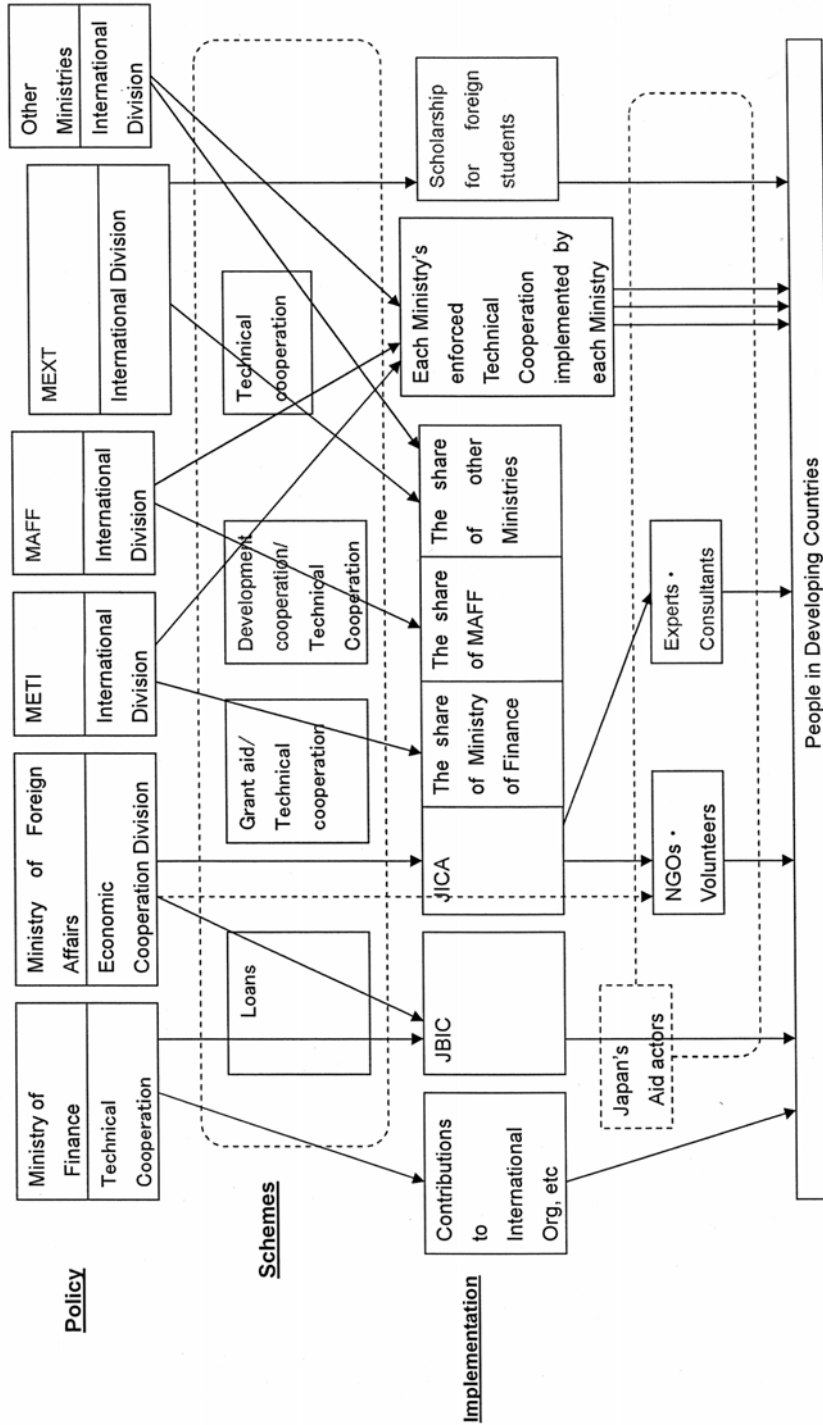 Policy
Ministry of
Finance
Technical
Cooperation
Ministry of Foreign
Affairs
Economic
Cooperation Division
METI
International
Division
MAFF
International
Division
MEXT
International Division
Other
Ministries
International
Division
Schemes
Loans
Grant aid/
Technical
cooperation
Development
cooperation/
Technical
Cooperation
Technical
cooperation
Implementation
Contributions
to
International
Org, etc
JBIC
JICA
The share
of Ministry
of Finance
The share
of MAFF
The share
of other
Ministries
Each Ministry's
enforced
Technical
Cooperation
implemented by
each Ministry
Scholarship
for foreign
students
Japan's
Aid actors
NGOs・
Volunteers
Experts・
Consultants
People in Developing Countries